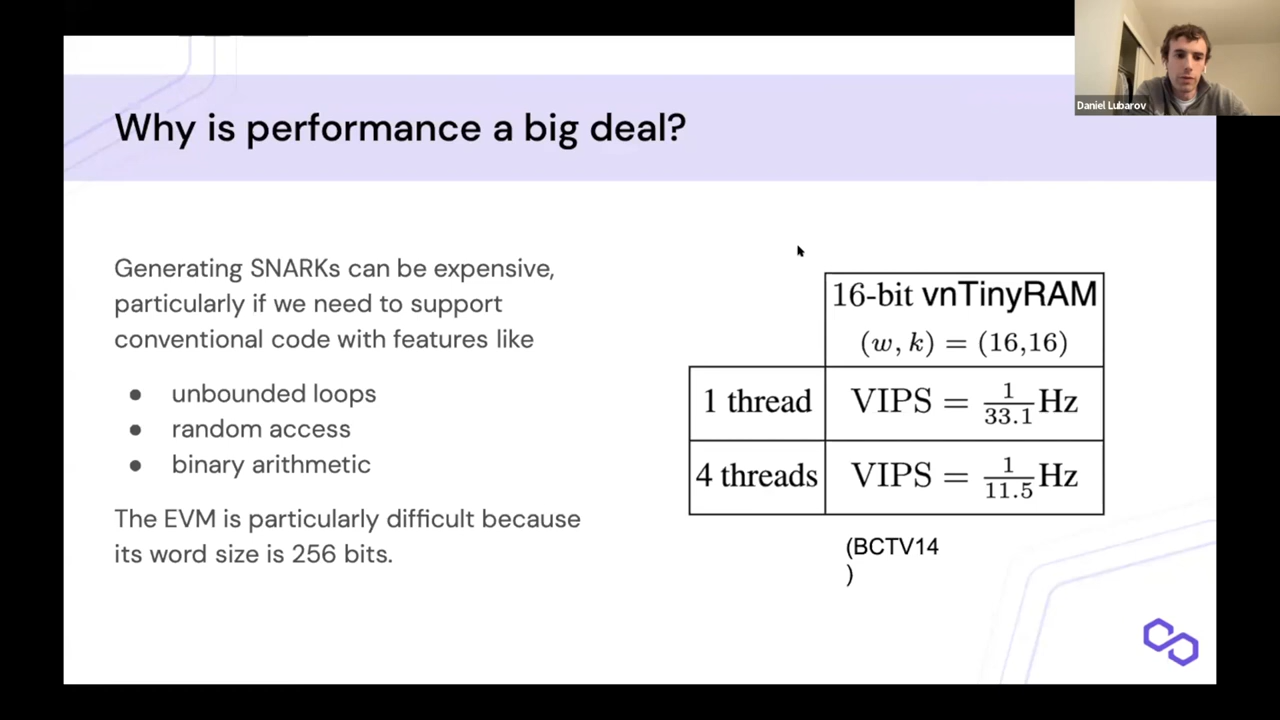 Daniel Lubarov
Why is performance a big deal?
Generating SNARKs can be expensive,
particularly if we need to support
conventional code with features like
● unbounded loops
● random access
● binary arithmetic
The EVM is particularly difficult because
its word size is 256 bits.
16-bit vnTinyRAM
(w, k) = (16,16)
1 thread VIPS = 1/33.1 Hz
4 threads VIPS = 1/11.5 Hz
(BCTV14
)